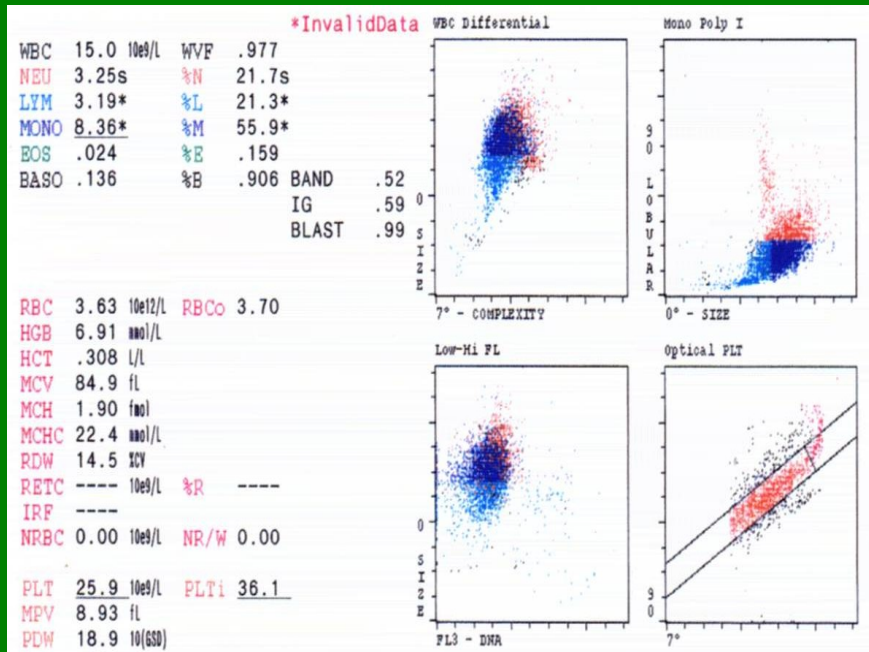 *InvalidData
WBC 15.0 10e9/L WVF .977
NEU 3.25s %N 21.7s
LYM 3.19* %L 21.3*
MONO 8.36* %M 55.9*
EOS .024 %E .159
BASO .136 %B .906 BAND .52
IG .59
BLAST .99
RBC 3.63 10e12/L RBCo 3.70
HGB 6.91 mmol/L
HCT .308 L/L
MCV 84.9 fL
MCH 1.90 fmol
MCHC 22.4 mmol/L
RDW 14.5 %CV
RETC ---- 10e9/L %R ----
IRF ----
NRBC 0.00 10e9/L NR/W 0.00
PLT 25.9 10e9/L PLTi 36.1
MPV 8.93 fL
PDW 18.9 10(GSD)
WBC Differential
0 SIZE
7° - COMPLEXITY
Mono Poly I
90 LOBULAR
0° - SIZE
Low-Hi FL
0 SIZE
FL3 - DNA
Optical PLT
90
7°